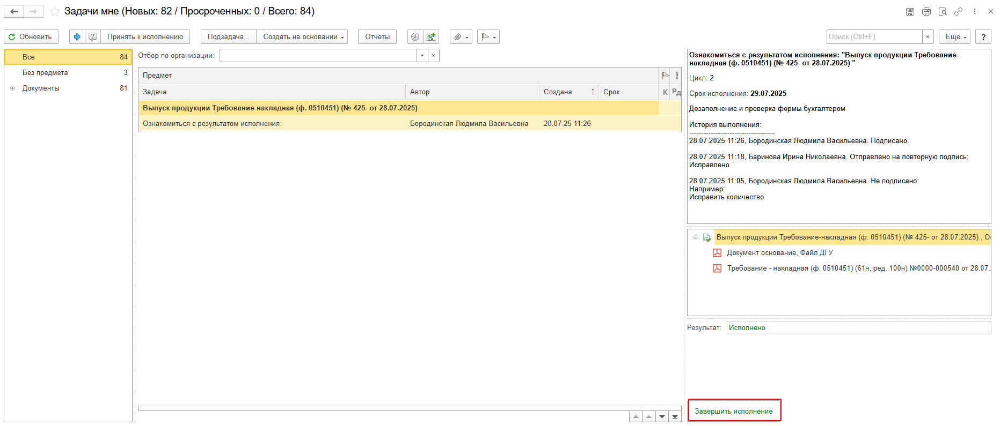 Задачи мне (Новых: 82 / Просроченных: 0 / Всего: 84)
Обновить
Принять к исполнению
Подзадача...
Создать на основании
Отчеты
Поиск (Ctrl+F)
×
Еще
?
Все 84
Без предмета 3
Документы 81
Отбор по организации:
×
Предмет
Задача Автор Создана ↑ Срок К Рд
Выпуск продукции Требование-накладная (ф. 0510451) (№ 425- от 28.07.2025)
Ознакомиться с результатом исполнения: Бородинская Людмила Васильевна 28.07.25 11:26
Ознакомиться с результатом исполнения: "Выпуск продукции Требование-
накладная (ф. 0510451) (№ 425- от 28.07.2025) "
Цикл: 2
Срок исполнения: 29.07.2025
Дозаполнение и проверка формы бухгалтером
История выполнения:
------------------------------------
28.07.2025 11:26, Бородинская Людмила Васильевна. Подписано.
28.07.2025 11:18, Баринова Ирина Николаевна. Отправлено на повторную подпись:
Исправлено
28.07.2025 11:05, Бородинская Людмила Васильевна. Не подписано:
Например:
Исправить количество
Выпуск продукции Требование-накладная (ф. 0510451) (№ 425- от 28.07.2025) , О
Документ основание, Файл ДГУ
Требование - накладная (ф. 0510451) (61н, ред. 100н) №0000-000540 от 28.07.
Результат: Исполнено
Завершить исполнение